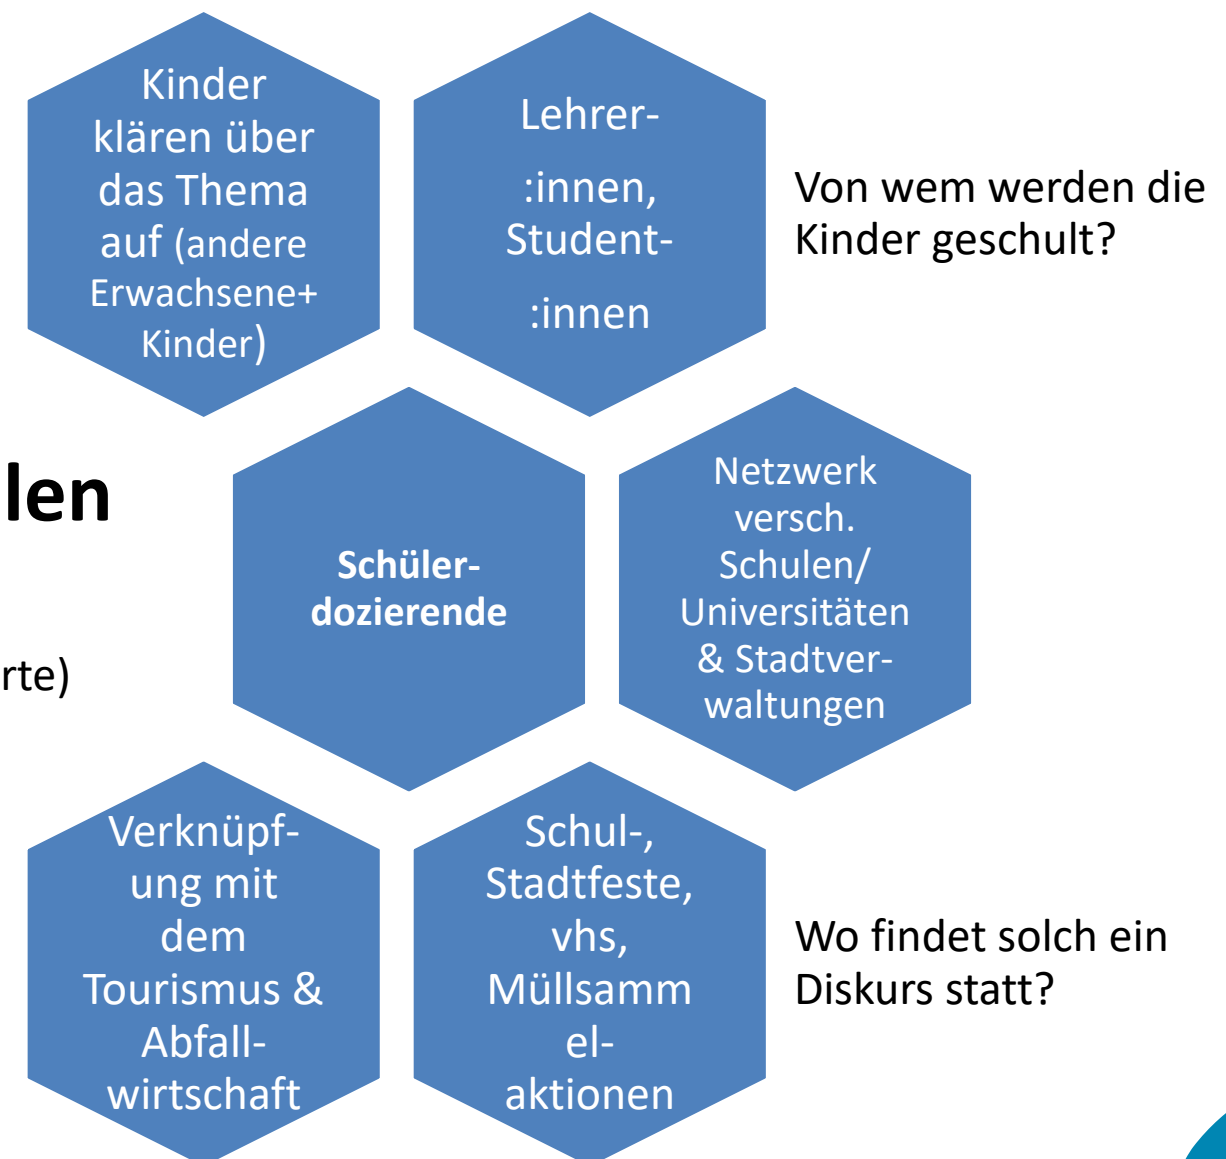 Kinder
klären über
das Thema
auf (andere
Erwachsene+
Kinder)
Lehrer-
:innen,
Student-
:innen
Von wem werden die
Kinder geschult?
len
rte)
Schüler-
dozierende
Netzwerk
versch.
Schulen/
Universitäten
& Stadtver-
waltungen
Verknüpf-
ung mit
dem
Tourismus &
Abfall-
wirtschaft
Schul-,
Stadtfeste,
vhs,
Müllsamm
el-
aktionen
Wo findet solch ein
Diskurs statt?